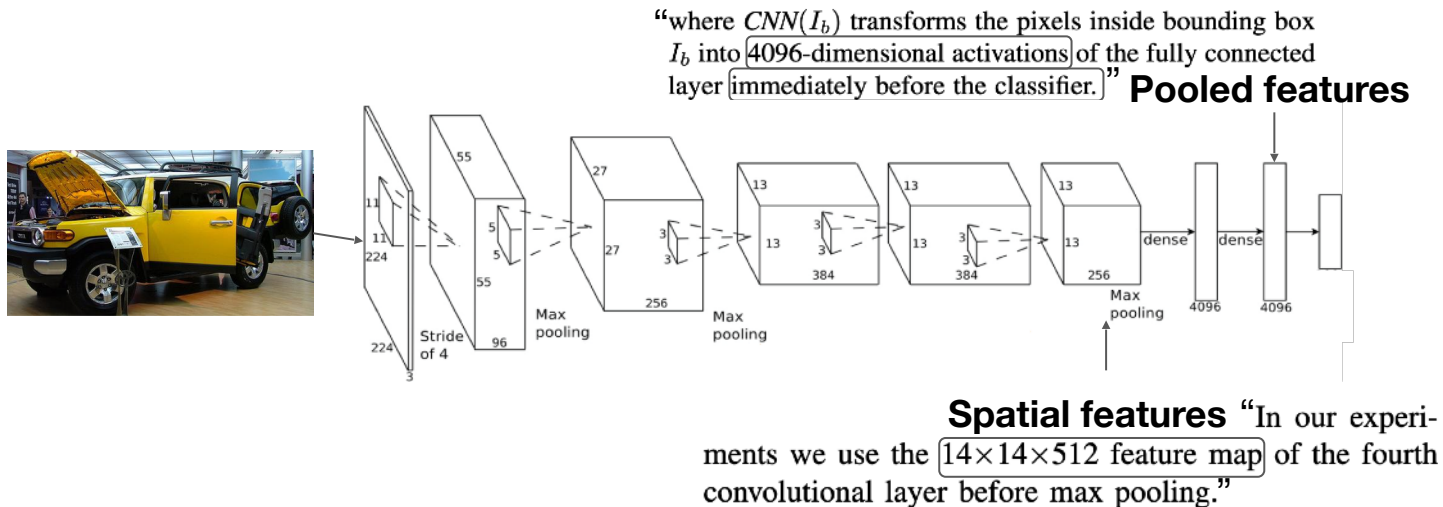 “where CNN(I_b) transforms the pixels inside bounding box
I_b into 4096-dimensional activations of the fully connected
layer immediately before the classifier.” Pooled features
55
27
13
13
13
11
11
224
5
5
55
27
3
3
13
3
3
13
3
3
13
dense
dense
384
384
256
256
Max
pooling
4096
4096
224
Stride
of 4
96
Max
pooling
Max
pooling
3
Spatial features “In our experi-
ments we use the 14×14×512 feature map of the fourth
convolutional layer before max pooling.”